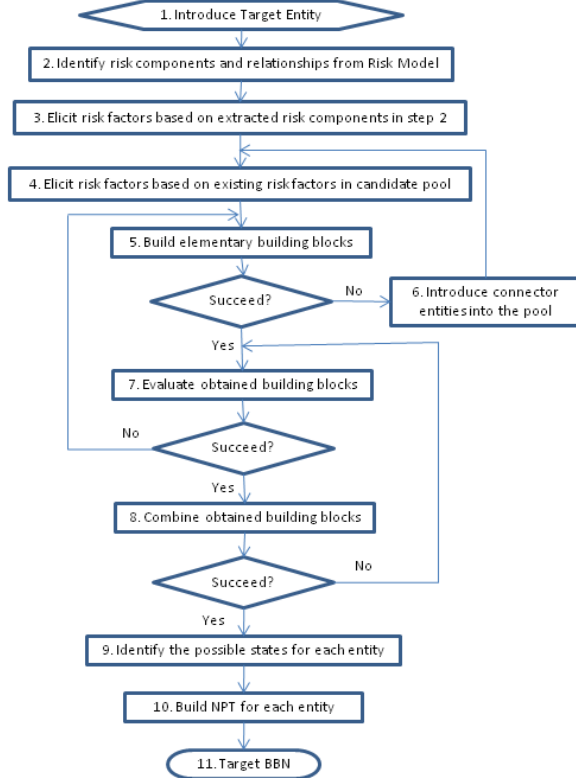 1. Introduce Target Entity
2. Identify risk components and relationships from Risk Model
3. Elicit risk factors based on extracted risk components in step 2
4. Elicit risk factors based on existing risk factors in candidate pool
5. Build elementary building blocks
Succeed?
No
6. Introduce connector
entities into the pool
Yes
7. Evaluate obtained building blocks
No
Succeed?
Yes
8. Combine obtained building blocks
Succeed?
No
Yes
9. Identify the possible states for each entity
10. Build NPT for each entity
11. Target BBN